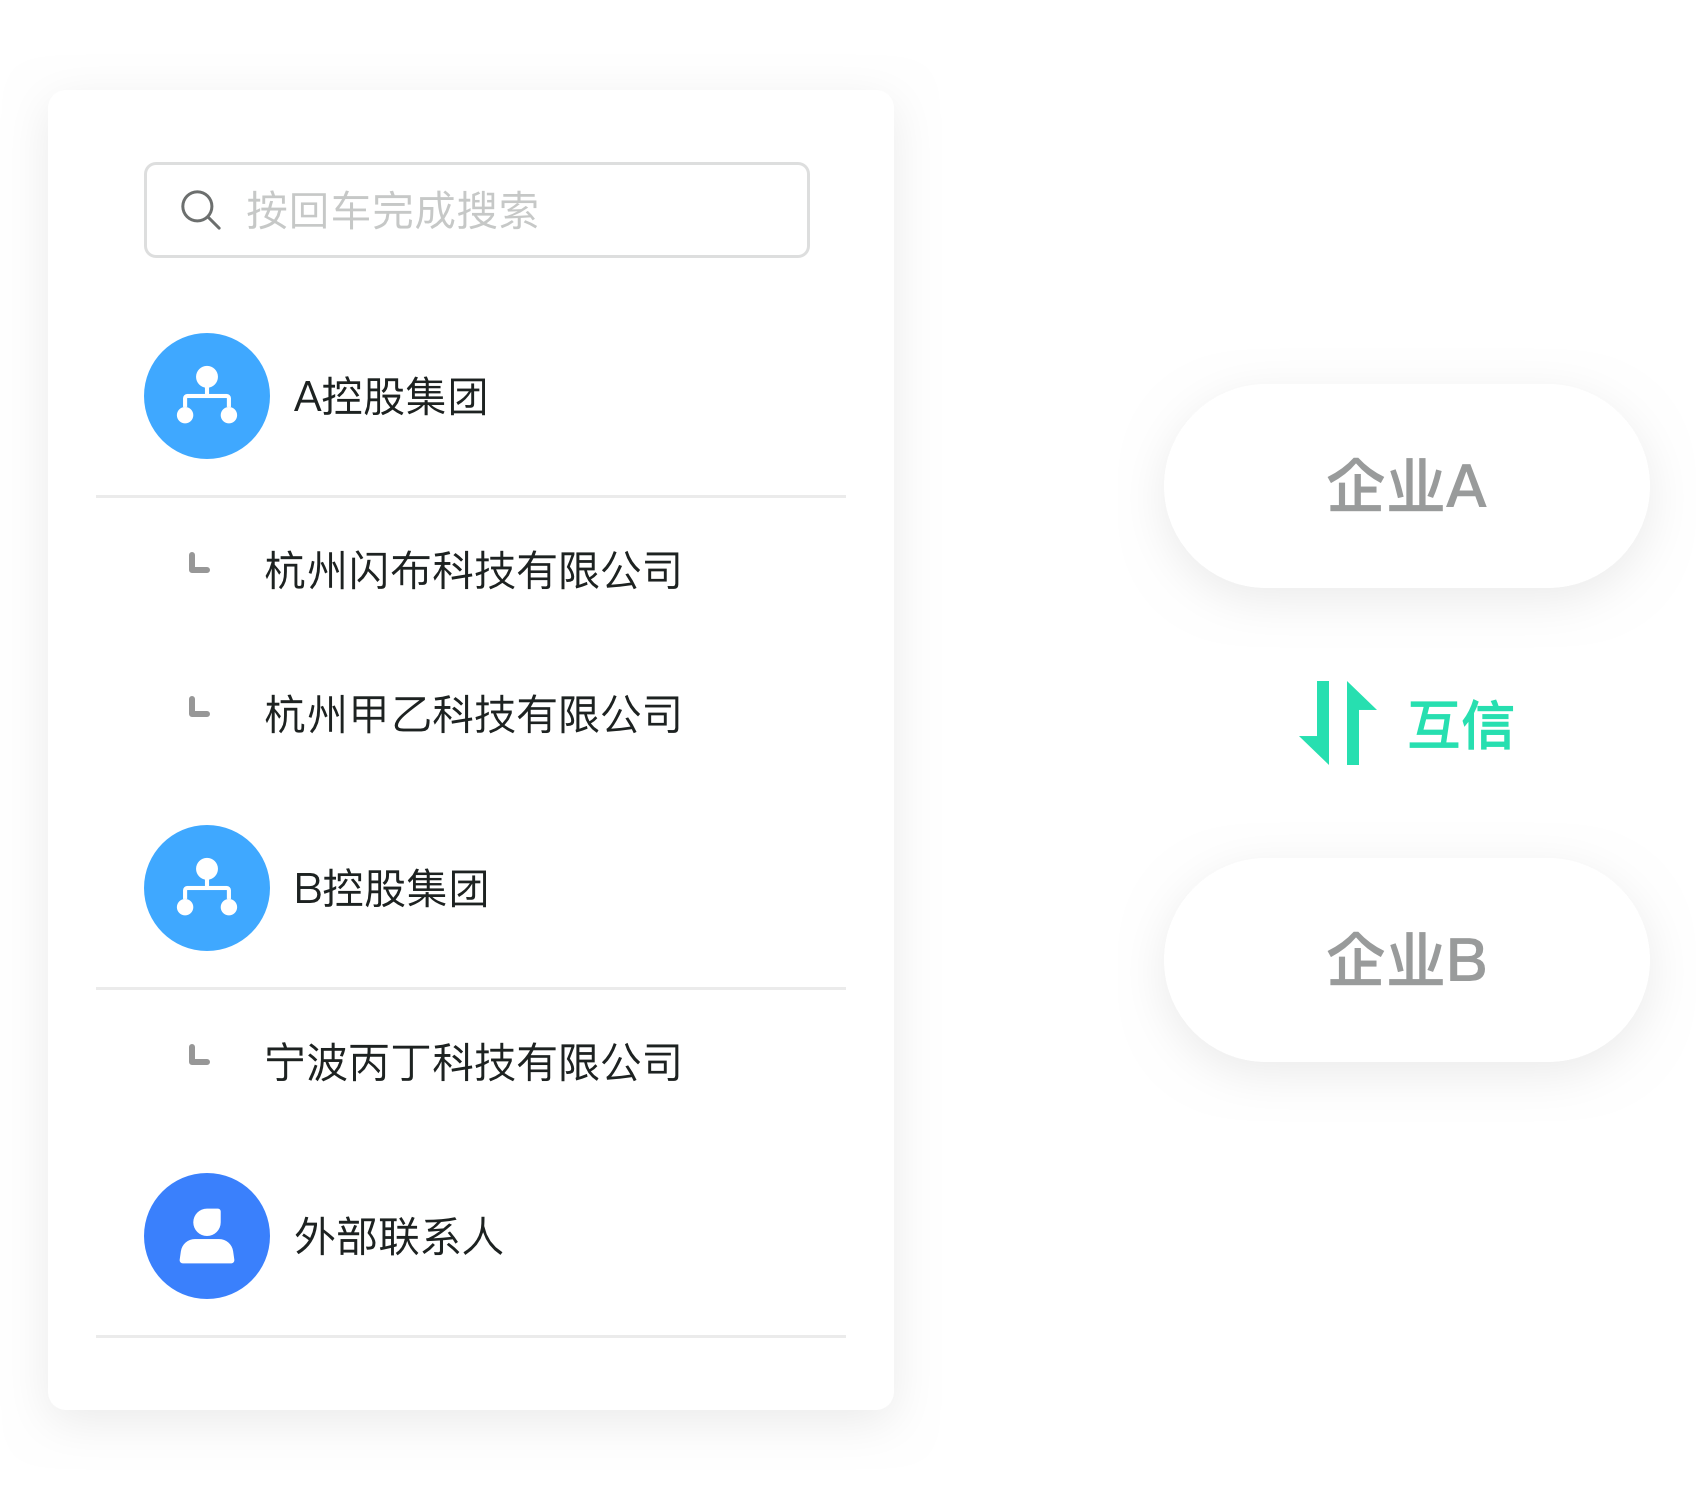 按回车完成搜索
A控股集团
杭州闪布科技有限公司
杭州甲乙科技有限公司
B控股集团
宁波丙丁科技有限公司
外部联系人
企业A
互信
企业B